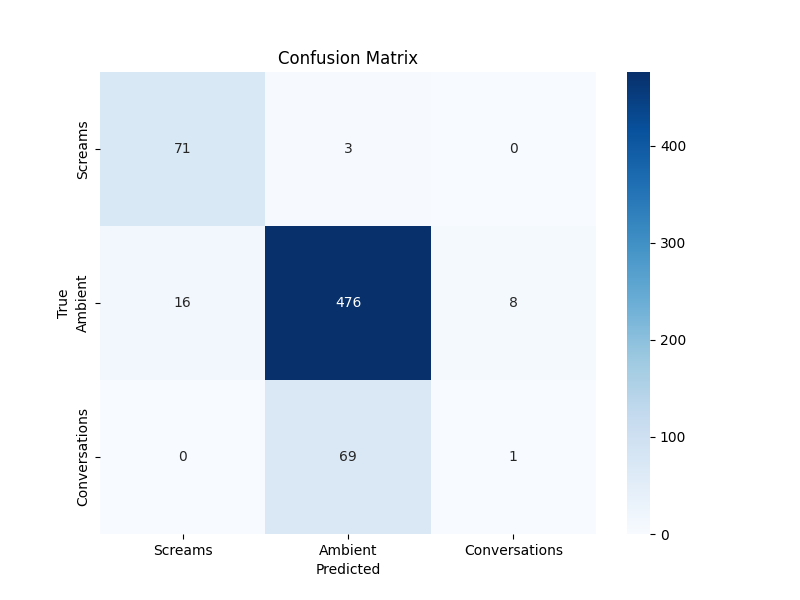 Confusion Matrix
True
Screams
Ambient
Conversations
71 3 0
16 476 8
0 69 1
Screams Ambient Conversations
Predicted
400
300
200
100
0